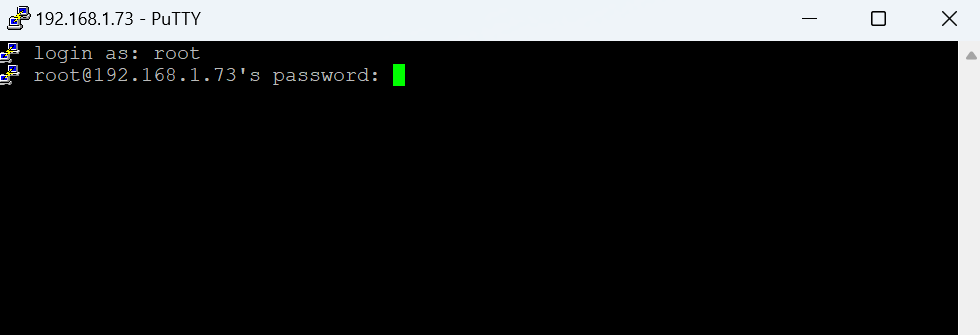 192.168.1.73 - PuTTY
login as: root
root@192.168.1.73's password: